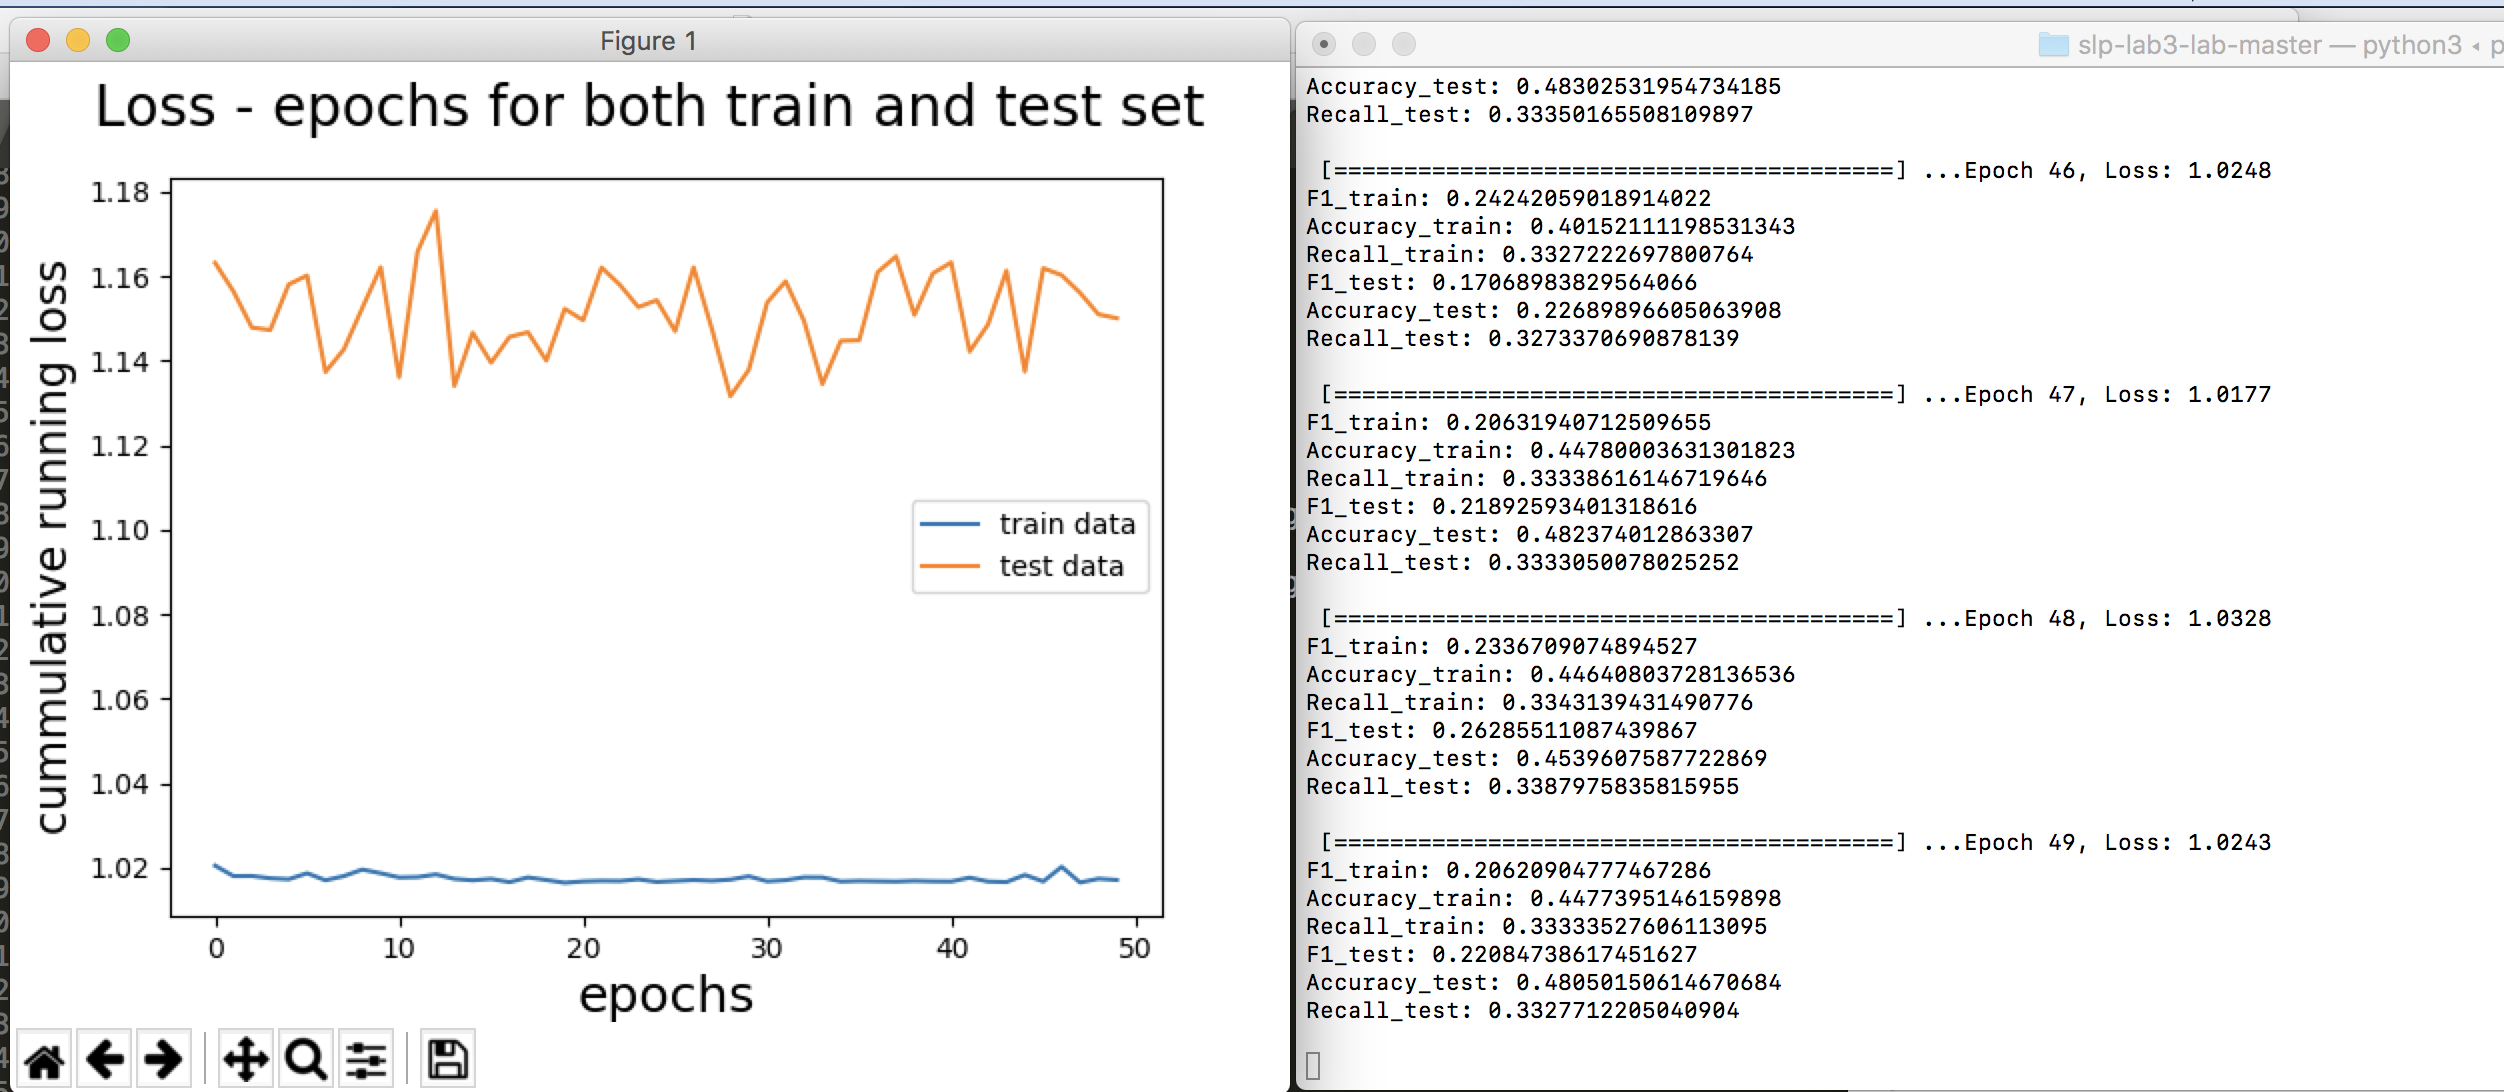 Figure 1
Loss - epochs for both train and test set
cummulative running loss
1.18
1.16
1.14
1.12
1.10
1.08
1.06
1.04
1.02
train data
test data
0 10 20 30 40 50
epochs
slp-lab3-lab-master — python3 ◂ p
Accuracy_test: 0.48302531954734185
Recall_test: 0.33350165508109897
[========================================] ...Epoch 46, Loss: 1.0248
F1_train: 0.24242059018914022
Accuracy_train: 0.40152111198531343
Recall_train: 0.3327222697800764
F1_test: 0.17068983829564066
Accuracy_test: 0.22689896605063908
Recall_test: 0.3273370690878139
[========================================] ...Epoch 47, Loss: 1.0177
F1_train: 0.20631940712509655
Accuracy_train: 0.44780003631301823
Recall_train: 0.33338616146719646
F1_test: 0.21892593401318616
Accuracy_test: 0.482374012863307
Recall_test: 0.3333050078025252
[========================================] ...Epoch 48, Loss: 1.0328
F1_train: 0.2336709074894527
Accuracy_train: 0.44640803728136536
Recall_train: 0.3343139431490776
F1_test: 0.26285511087439867
Accuracy_test: 0.4539607587722869
Recall_test: 0.3387975835815955
[========================================] ...Epoch 49, Loss: 1.0243
F1_train: 0.20620904777467286
Accuracy_train: 0.4477395146159898
Recall_train: 0.33333527606113095
F1_test: 0.22084738617451627
Accuracy_test: 0.48050150614670684
Recall_test: 0.3327712205040904